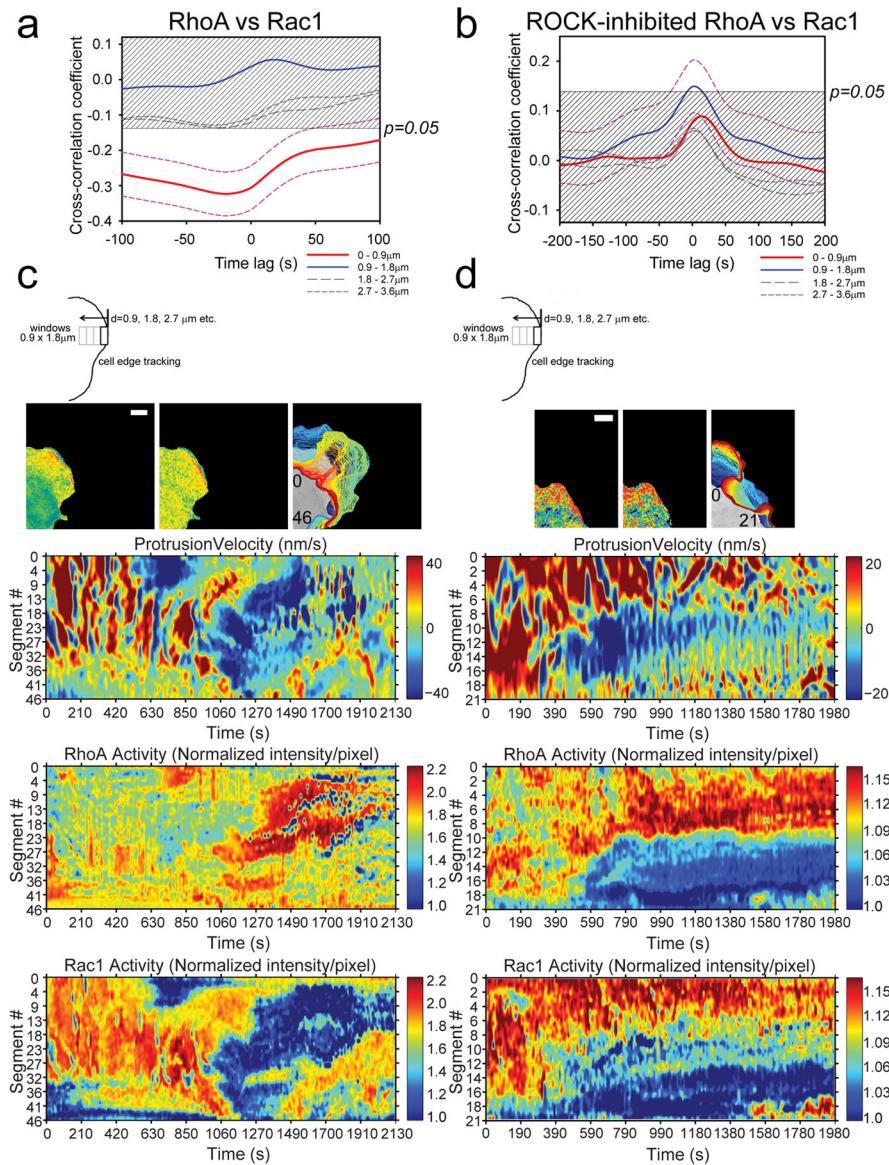 a
RhoA vs Rac1
Cross-correlation coefficient
0.1
0.0
-0.1
-0.2
-0.3
-0.4
p=0.05
-100 -50 0 50 100
Time lag (s)
0 - 0.9μm
0.9 - 1.8μm
1.8 - 2.7μm
2.7 - 3.6μm
b
ROCK-inhibited RhoA vs Rac1
Cross-correlation coefficient
0.2
0.1
0.0
-0.1
p=0.05
-200 -150 -100 -50 0 50 100 150 200
Time lag (s)
0 - 0.9μm
0.9 - 1.8μm
1.8 - 2.7μm
2.7 - 3.6μm
c
d=0.9, 1.8, 2.7 μm etc.
windows
0.9 x 1.8μm
cell edge tracking
0
46
ProtrusionVelocity (nm/s)
Segment #
0
4
9
13
18
23
27
32
36
41
46
0 210 420 630 850 1060 1270 1490 1700 1910 2130
Time (s)
40
20
0
−20
−40
RhoA Activity (Normalized intensity/pixel)
Segment #
0
4
9
13
18
23
27
32
36
41
46
0 210 420 630 850 1060 1270 1490 1700 1910 2130
Time (s)
2.2
2.0
1.8
1.6
1.4
1.2
1.0
Rac1 Activity (Normalized intensity/pixel)
Segment #
0
4
9
13
18
23
27
32
36
41
46
0 210 420 630 850 1060 1270 1490 1700 1910 2130
Time (s)
2.2
2.0
1.8
1.6
1.4
1.2
1.0
d
d=0.9, 1.8, 2.7 μm etc.
windows
0.9 x 1.8μm
cell edge tracking
0
21
ProtrusionVelocity (nm/s)
Segment #
0
2
4
6
8
10
12
14
16
18
21
0 190 390 590 790 990 1180 1380 1580 1780 1980
Time (s)
20
10
0
−10
−20
RhoA Activity (Normalized intensity/pixel)
Segment #
0
2
4
6
8
10
12
14
16
18
21
0 190 390 590 790 990 1180 1380 1580 1780 1980
Time (s)
1.15
1.10
1.05
1.0
Rac1 Activity (Normalized intensity/pixel)
Segment #
0
2
4
6
8
10
12
14
16
18
21
0 190 390 590 790 990 1180 1380 1580 1780 1980
Time (s)
1.15
1.10
1.05
1.0